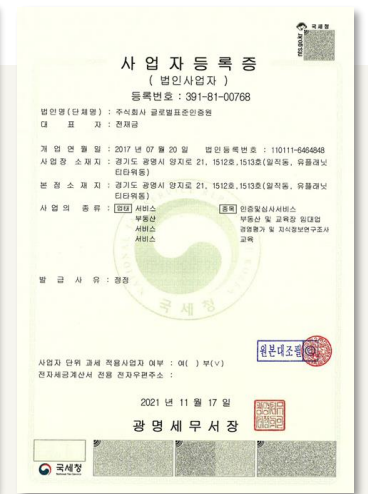 국세청
nts.go.kr
사업자등록증
( 법인사업자 )
등록번호 : 391-81-00768
법인명(단체명) : 주식회사 글로벌표준인증원
대 표 자 : 전재금
개 업 연 월 일 : 2017 년 07 월 20 일 법인등록번호 : 110111-6464848
사업장 소재지 : 경기도 광명시 양지로 21, 1512호,1513호(일직동, 유플래닛
티타워동)
본 점 소 재 지 : 경기도 광명시 양지로 21, 1512호,1513호(일직동, 유플래닛
티타워동)
사 업 의 종 류 : 업태 서비스 종목 인증및심사서비스
부동산 부동산 및 교육장 임대업
서비스 경영평가 및 지식정보연구조사
서비스 교육
발 급 사 유 : 정정
국세청
원본대조필
사업자 단위 과세 적용사업자 여부 : 여( ) 부(∨)
전자세금계산서 전용 전자우편주소 :
2021 년 11 월 17 일
광명세무서장
국세청